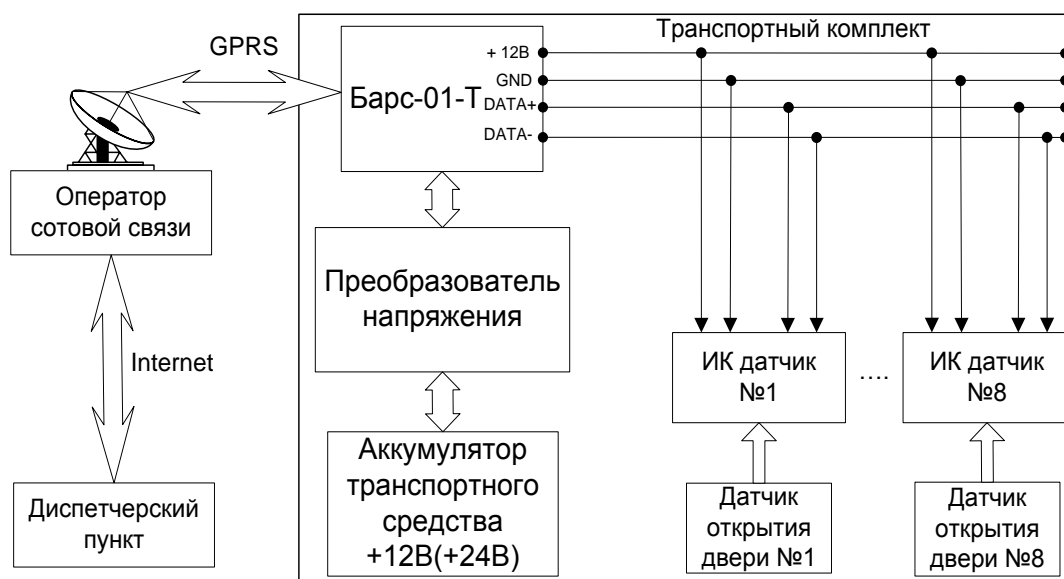 GPRS
Транспортный комплект
Барс-01-Т
+ 12В
GND
DATA+
DATA-
Оператор
сотовой связи
Преобразователь
напряжения
Internet
ИК датчик
№1
....
ИК датчик
№8
Аккумулятор
транспортного
средства
+12В(+24В)
Диспетчерский
пункт
Датчик
открытия
двери №1
Датчик
открытия
двери №8